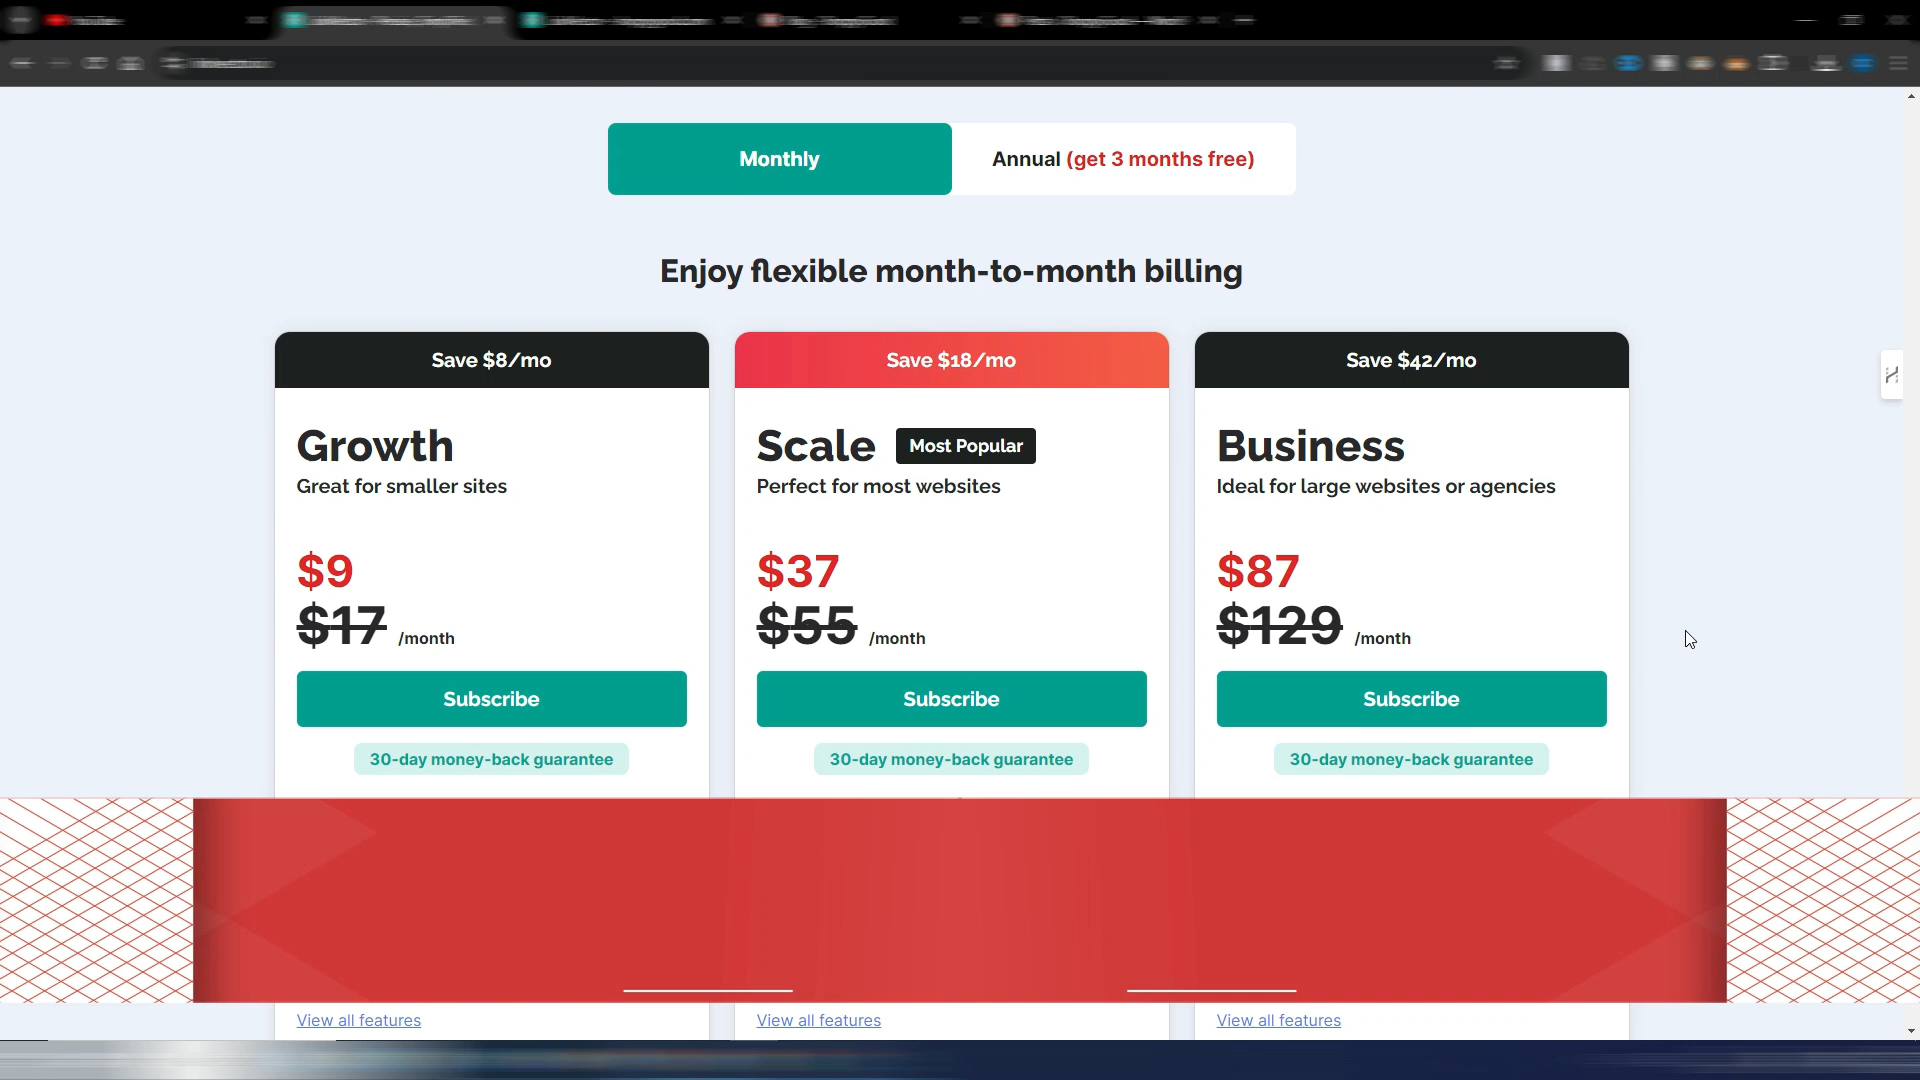 Monthly
Annual (get 3 months free)
Enjoy flexible month-to-month billing
Save $8/mo
Growth
Great for smaller sites
$9
$17 /month
Subscribe
30-day money-back guarantee
View all features
Save $18/mo
Scale
Most Popular
Perfect for most websites
$37
$55 /month
Subscribe
30-day money-back guarantee
View all features
Save $42/mo
Business
Ideal for large websites or agencies
$87
$129 /month
Subscribe
30-day money-back guarantee
View all features